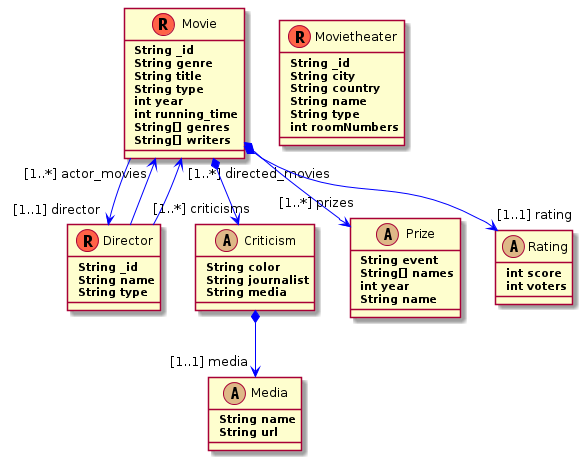 R Movie
String _id
String genre
String title
String type
int year
int running_time
String[] genres
String[] writers
R Movietheater
String _id
String city
String country
String name
String type
int roomNumbers
[1..*] actor_movies
[1..*] directed_movies
[1..1] director
[1..*] criticisms
[1..*] prizes
[1..1] rating
R Director
String _id
String name
String type
A Criticism
String color
String journalist
String media
A Prize
String event
String[] names
int year
String name
A Rating
int score
int voters
[1..1] media
A Media
String name
String url